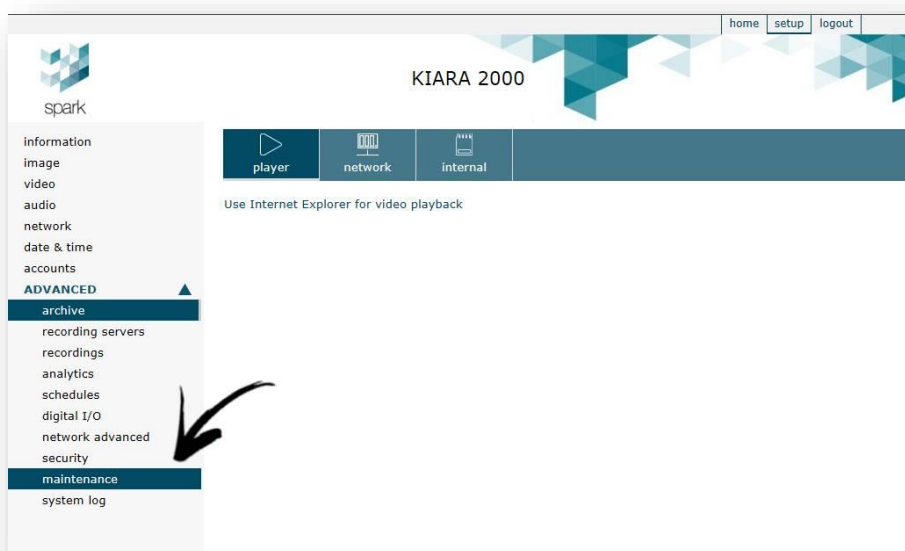 home setup logout
spark
KIARA 2000
information
image
video
audio
network
date & time
accounts
ADVANCED
archive
recording servers
recordings
analytics
schedules
digital I/O
network advanced
security
maintenance
system log
player network internal
Use Internet Explorer for video playback